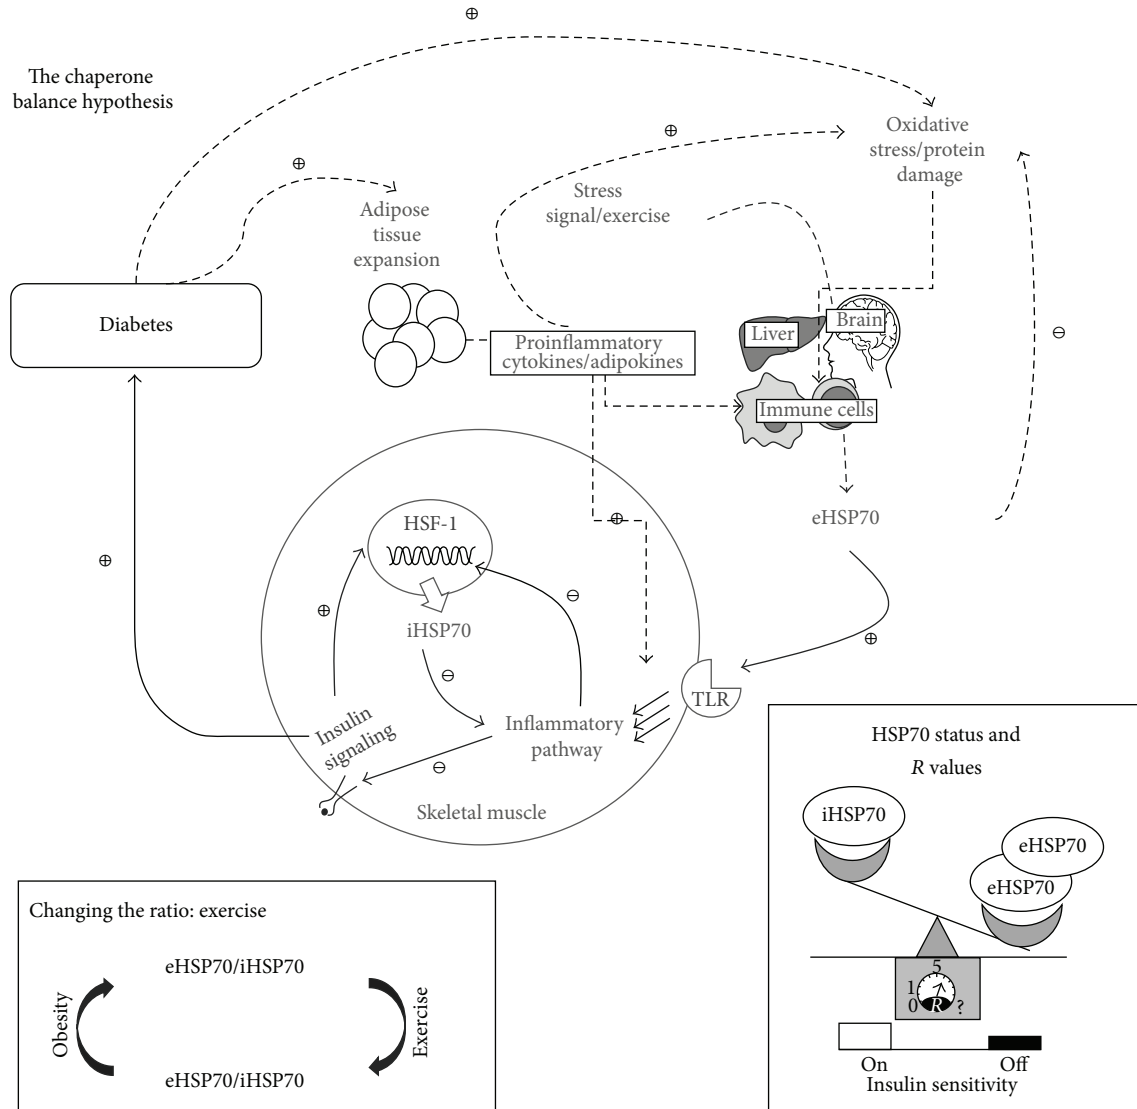 ⊕
The chaperone
balance hypothesis
⊕
⊕
Oxidative
stress/protein
damage
Stress
signal/exercise
Adipose
tissue
expansion
Diabetes
Proinflammatory
cytokines/adipokines
Liver
Brain
⊖
Immune cells
eHSP70
⊕
HSF-1
⊕
⊕
⊖
iHSP70
⊕
⊖
TLR
Insulin
signaling
Inflammatory
pathway
⊖
Skeletal muscle
HSP70 status and
R values
iHSP70
eHSP70
eHSP70
5
1
0 R ?
On Off
Insulin sensitivity
Changing the ratio: exercise
eHSP70/iHSP70
Obesity
Exercise
eHSP70/iHSP70